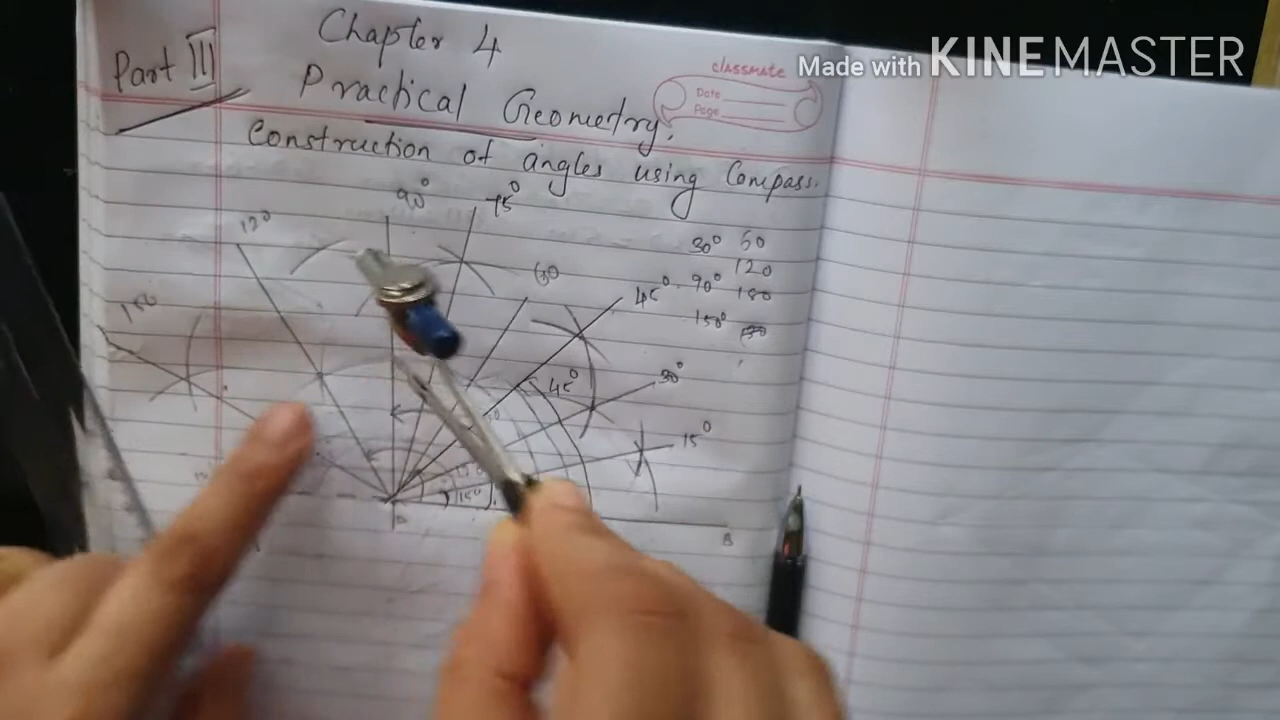 Made with KINEMASTER
Chapter 4
Part III
CLASSMATE
Date
Page
Practical Geometry.
Construction of angles using Compass.
90°
75°
120
60
45°
30° 60
120
90° 180
150°
150
45°
30°
15°
15°
B